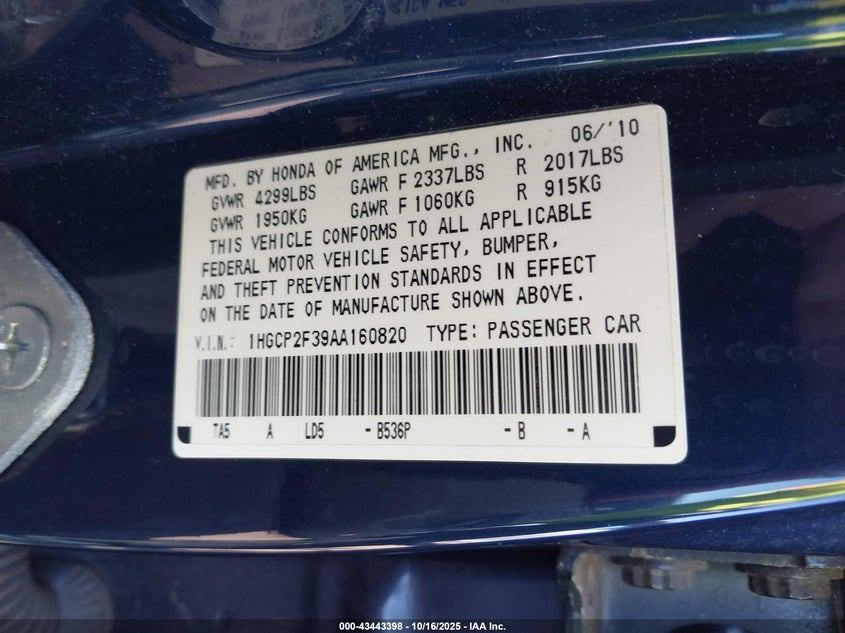 MFD. BY HONDA OF AMERICA MFG., INC. 06/'10
GVWR 4299LBS GAWR F 2337LBS R 2017LBS
GVWR 1950KG GAWR F 1060KG R 915KG
THIS VEHICLE CONFORMS TO ALL APPLICABLE
FEDERAL MOTOR VEHICLE SAFETY, BUMPER,
AND THEFT PREVENTION STANDARDS IN EFFECT
ON THE DATE OF MANUFACTURE SHOWN ABOVE.
V.I.N.: 1HGCP2F39AA160820 TYPE: PASSENGER CAR
TA5 A LD5 - B536P - B - A
000-43443398 - 10/16/2025 - IAA Inc.